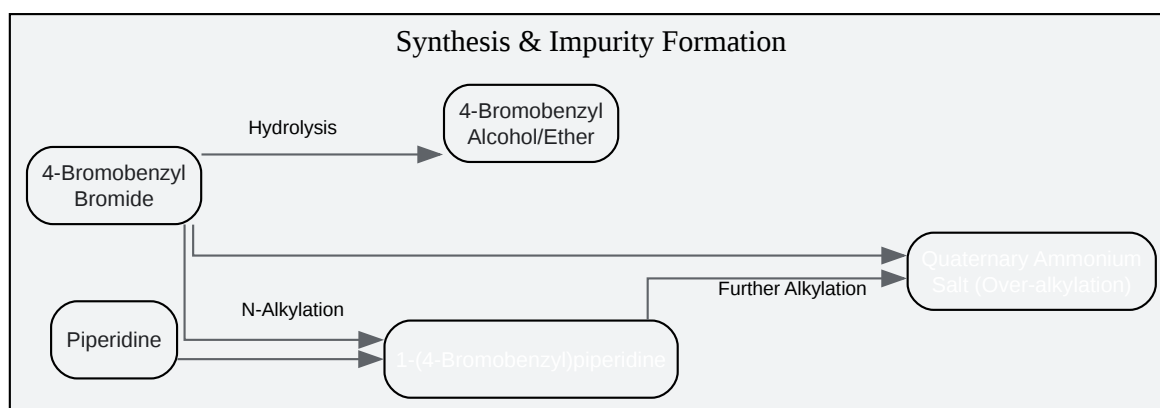 Synthesis & Impurity Formation
4-Bromobenzyl
Alcohol/Ether
Hydrolysis
4-Bromobenzyl
Bromide
Quaternary Ammonium
Salt (Over-alkylation)
Further Alkylation
N-Alkylation
Piperidine
1-(4-Bromobenzyl)piperidine